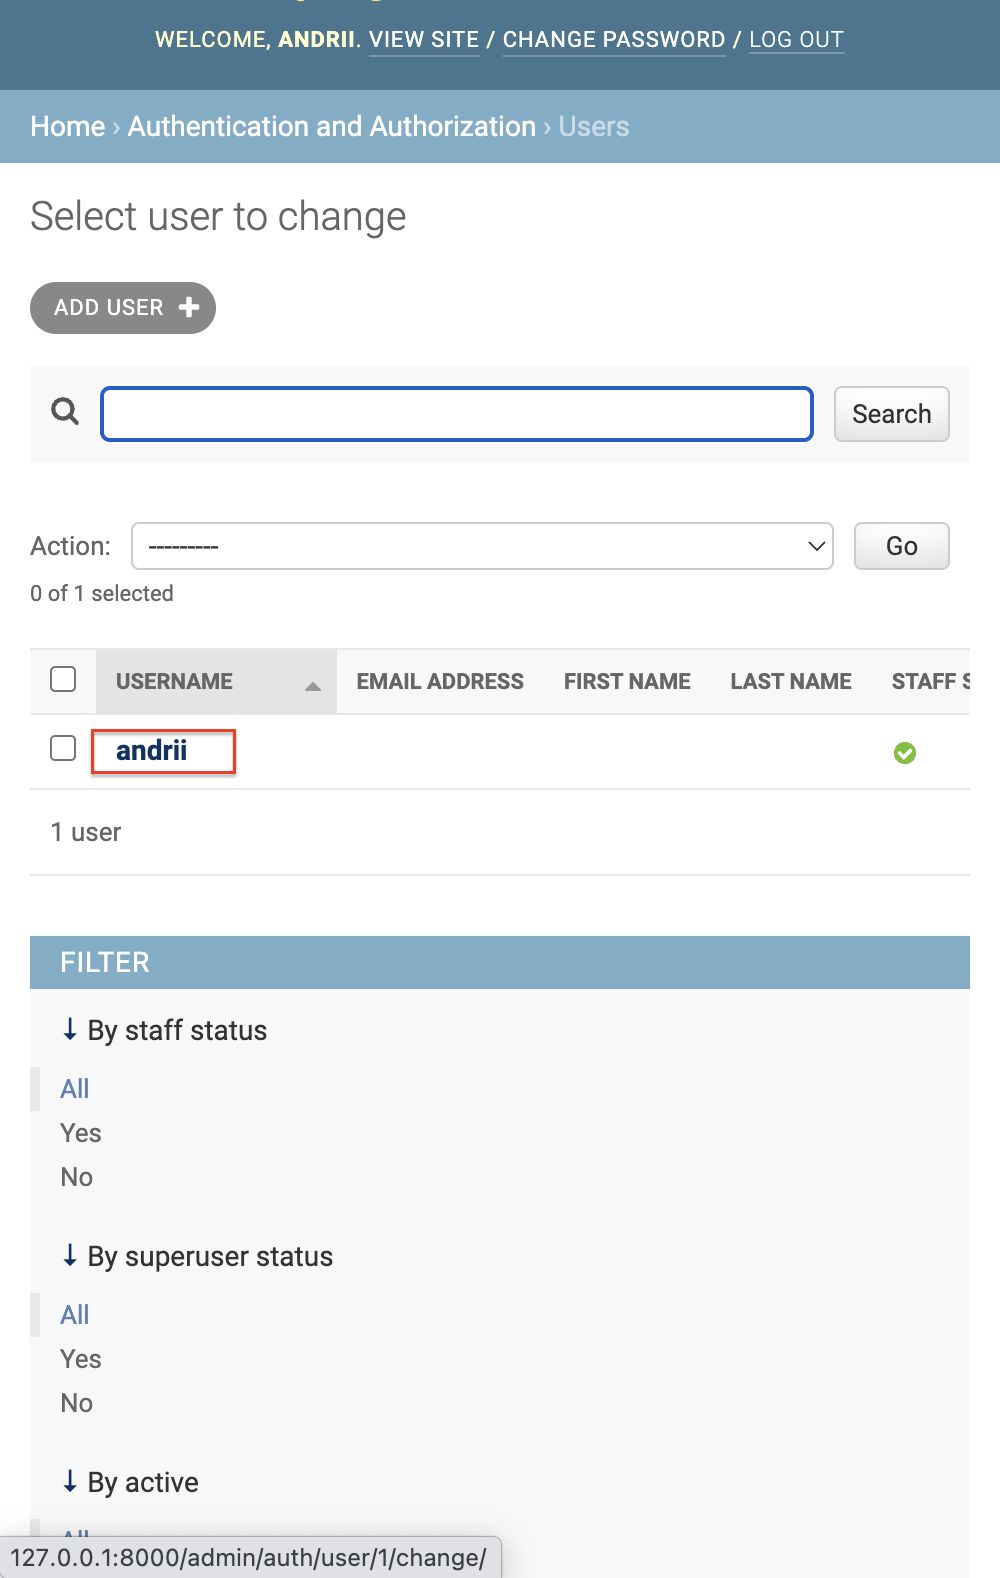 WELCOME, ANDRII. VIEW SITE / CHANGE PASSWORD / LOG OUT
Home › Authentication and Authorization › Users
Select user to change
ADD USER
Search
Action: --------- Go
0 of 1 selected
USERNAME EMAIL ADDRESS FIRST NAME LAST NAME STAFF S
andrii
1 user
FILTER
↓ By staff status
All
Yes
No
↓ By superuser status
All
Yes
No
↓ By active
All
127.0.0.1:8000/admin/auth/user/1/change/